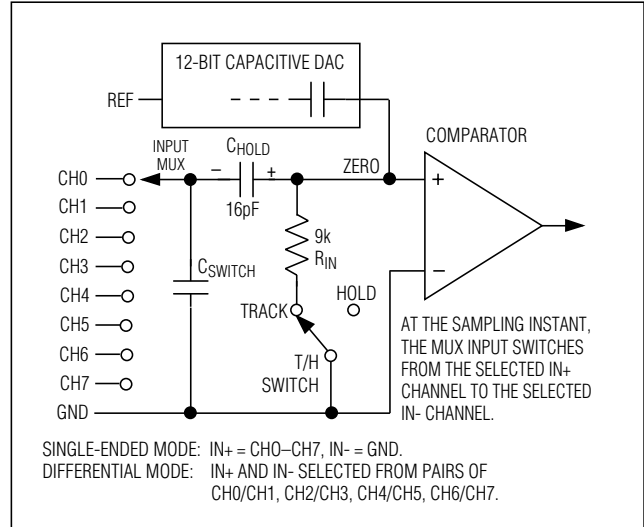 12-BIT CAPACITIVE DAC
REF
COMPARATOR
INPUT
MUX
CHOLD
– +
16pF
ZERO
+
–
CH0
CH1
CH2
CH3
CH4
CH5
CH6
CH7
GND
CSWITCH
9k
RIN
TRACK
HOLD
T/H
SWITCH
AT THE SAMPLING INSTANT,
THE MUX INPUT SWITCHES
FROM THE SELECTED IN+
CHANNEL TO THE SELECTED
IN- CHANNEL.
SINGLE-ENDED MODE: IN+ = CHO–CH7, IN- = GND.
DIFFERENTIAL MODE: IN+ AND IN- SELECTED FROM PAIRS OF
CH0/CH1, CH2/CH3, CH4/CH5, CH6/CH7.